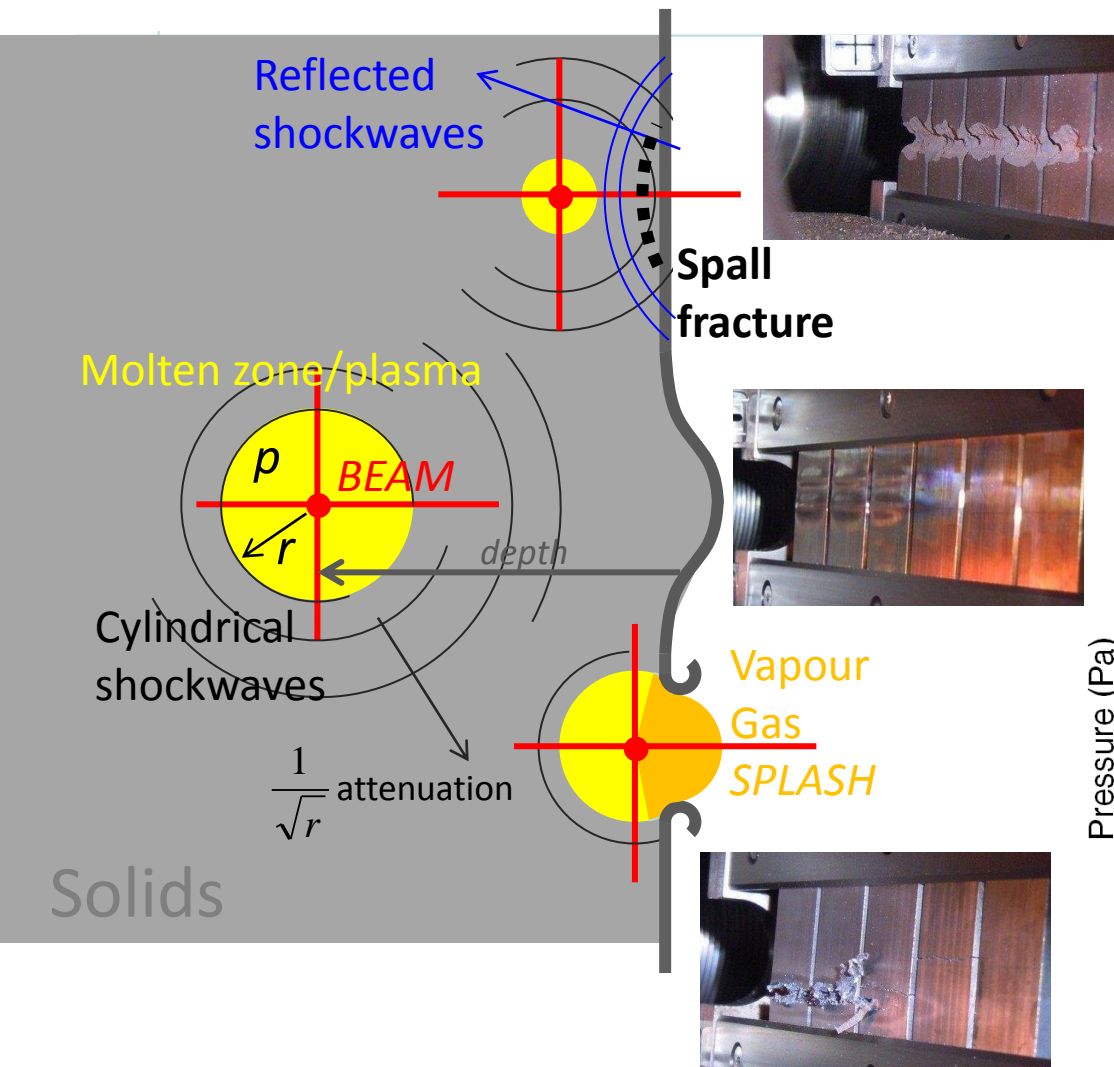 Reflected
shockwaves
Spall
fracture
Molten zone/plasma
p
BEAM
r
depth
Cylindrical
shockwaves
Vapour
Gas
SPLASH
1
√r
attenuation
Solids
Pressure (Pa)